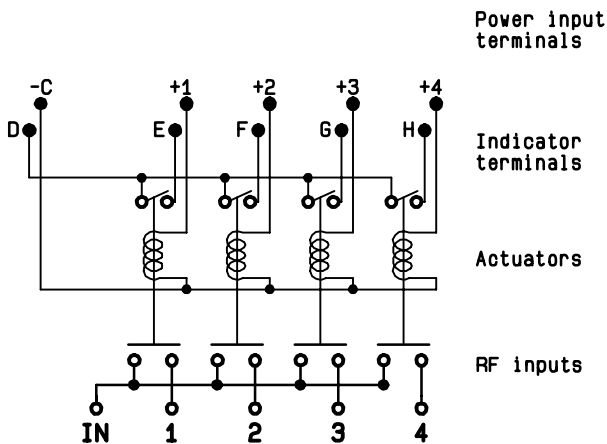 Power input
terminals
-C +1 +2 +3 +4
D E F G H
Indicator
terminals
Actuators
RF inputs
IN 1 2 3 4